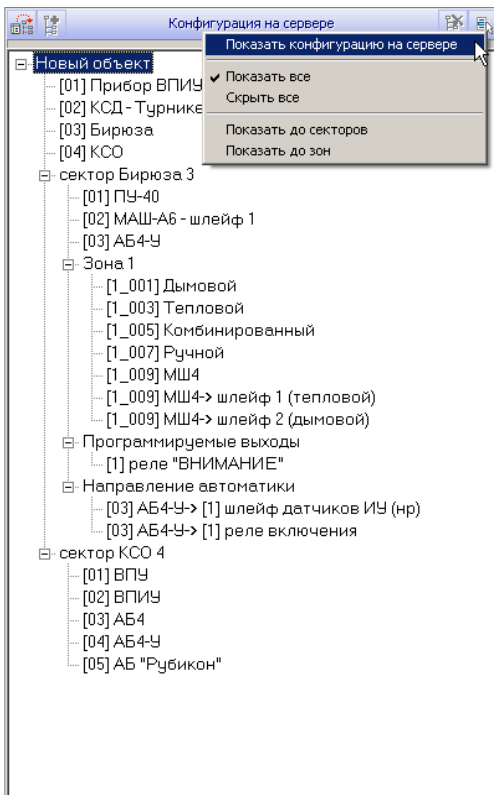 Конфигурация на сервере
Показать конфигурацию на сервере
Новый объект
Показать все
[01] Прибор ВПИУ
Скрыть все
[02] КСД - Турнике
[03] Бирюза
Показать до секторов
[04] КСО
Показать до зон
сектор Бирюза 3
[01] ПУ-40
[02] МАШ-А6 - шлейф 1
[03] АБ4-У
Зона 1
[1_001] Дымовой
[1_003] Тепловой
[1_005] Комбинированный
[1_007] Ручной
[1_009] МШ4
[1_009] МШ4-> шлейф 1 (тепловой)
[1_009] МШ4-> шлейф 2 (дымовой)
Программируемые выходы
[1] реле "ВНИМАНИЕ"
Направление автоматики
[03] АБ4-У-> [1] шлейф датчиков ИУ (нр)
[03] АБ4-У-> [1] реле включения
сектор КСО 4
[01] ВПУ
[02] ВПИУ
[03] АБ4
[04] АБ4-У
[05] АБ "Рубикон"